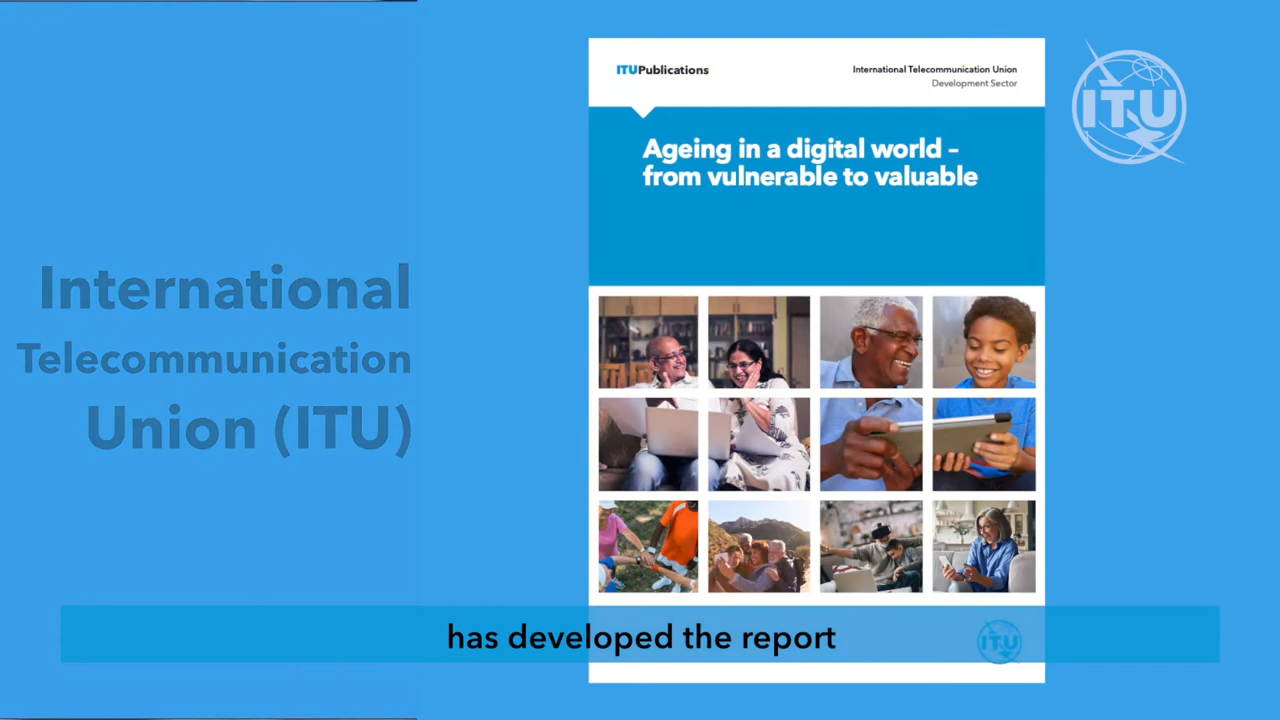 ITUPublications
International Telecommunication Union
Development Sector
ITU
Ageing in a digital world –
from vulnerable to valuable
International
Telecommunication
Union (ITU)
has developed the report
ITU